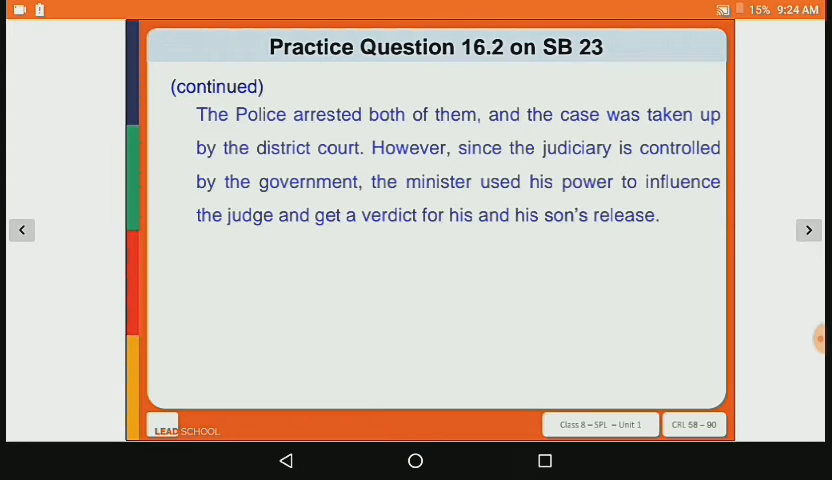 15% 9:24 AM
Practice Question 16.2 on SB 23
(continued)
The Police arrested both of them, and the case was taken up
by the district court. However, since the judiciary is controlled
by the government, the minister used his power to influence
the judge and get a verdict for his and his son's release.
LEAD SCHOOL
Class 8 – SPL – Unit 1
CRL 58 – 90